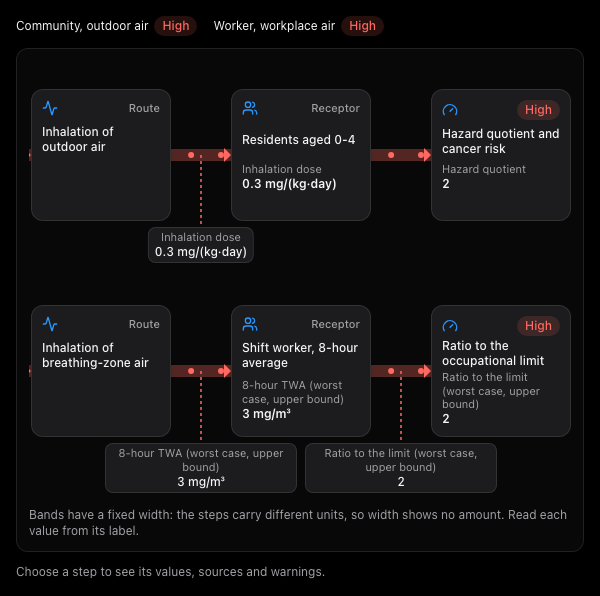 Community, outdoor air High Worker, workplace air High
Route
Inhalation of
outdoor air
Receptor
Residents aged 0-4
Inhalation dose
0.3 mg/(kg·day)
High
Hazard quotient and
cancer risk
Hazard quotient
2
Inhalation dose
0.3 mg/(kg·day)
Route
Inhalation of
breathing-zone air
Receptor
Shift worker, 8-hour
average
8-hour TWA (worst
case, upper bound)
3 mg/m³
High
Ratio to the
occupational limit
Ratio to the limit
(worst case, upper
bound)
2
8-hour TWA (worst case, upper
bound)
3 mg/m³
Ratio to the limit (worst case,
upper bound)
2
Bands have a fixed width: the steps carry different units, so width shows no amount. Read each
value from its label.
Choose a step to see its values, sources and warnings.